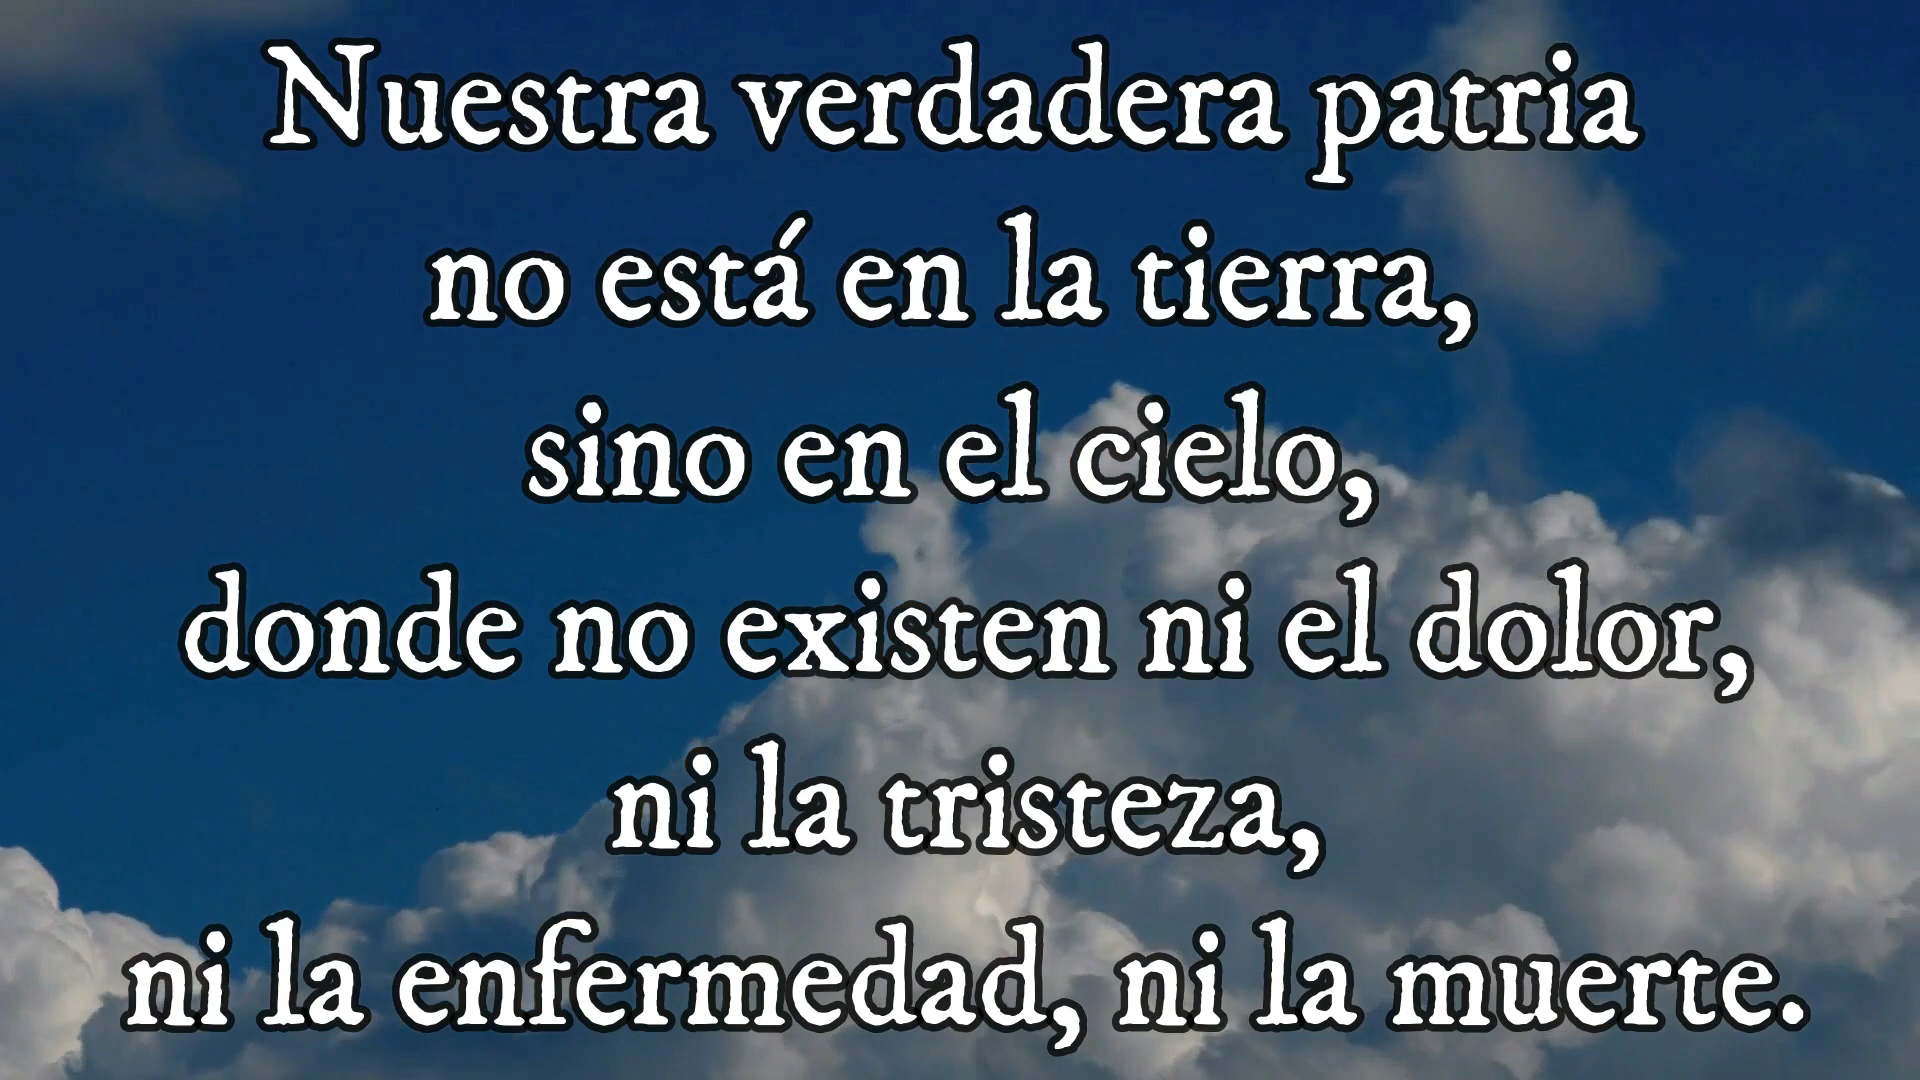 Nuestra verdadera patria
no está en la tierra,
sino en el cielo,
donde no existen ni el dolor,
ni la tristeza,
ni la enfermedad, ni la muerte.